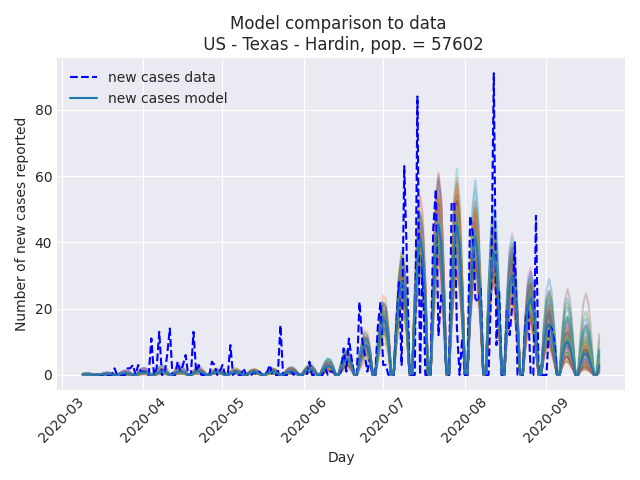 Model comparison to data
US - Texas - Hardin, pop. = 57602
new cases data
new cases model
Number of new cases reported
80
60
40
20
0
2020-03
2020-04
2020-05
2020-06
2020-07
2020-08
2020-09
Day